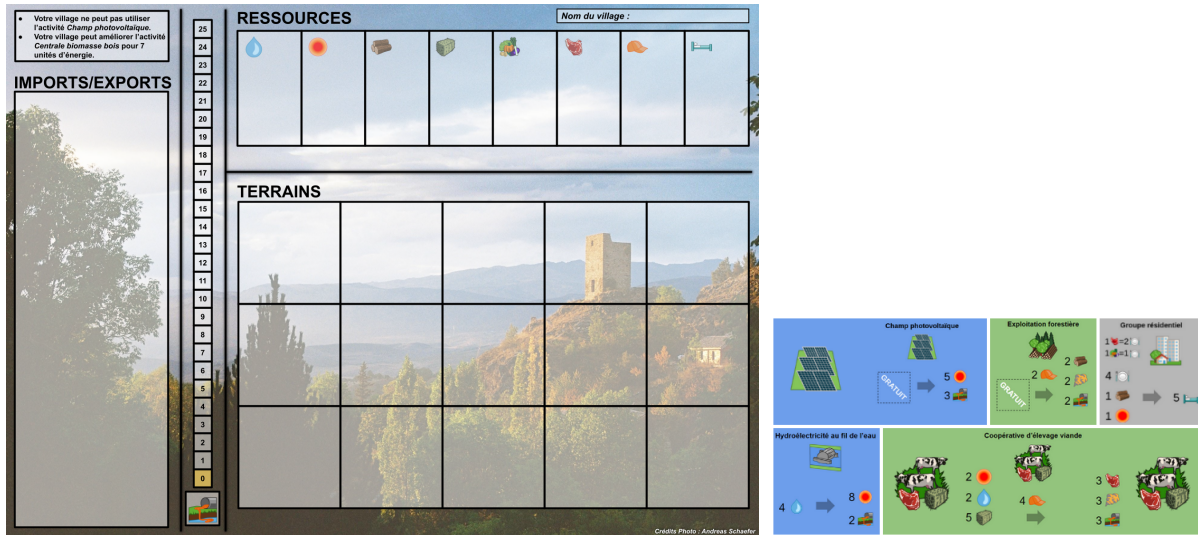 Votre village ne peut pas utiliser
l'activité Champ photovoltaïque.
Votre village peut améliorer l'activité
Centrale biomasse bois pour 7
unités d'énergie.
IMPORTS/EXPORTS
25
24
23
22
21
20
19
18
17
16
15
14
13
12
11
10
9
8
7
6
5
4
3
2
1
0
RESSOURCES
Nom du village :
TERRAINS
Crédits Photo : Andreas Schaefer
Champ photovoltaïque
GRATUIT
5
3
Exploitation forestière
2
2
2
GRATUIT
2
Groupe résidentiel
1 =2
1 =1
4
1
5
1
Hydroélectricité au fil de l'eau
8
4
2
Coopérative d'élevage viande
2
3
2
4
3
5
3